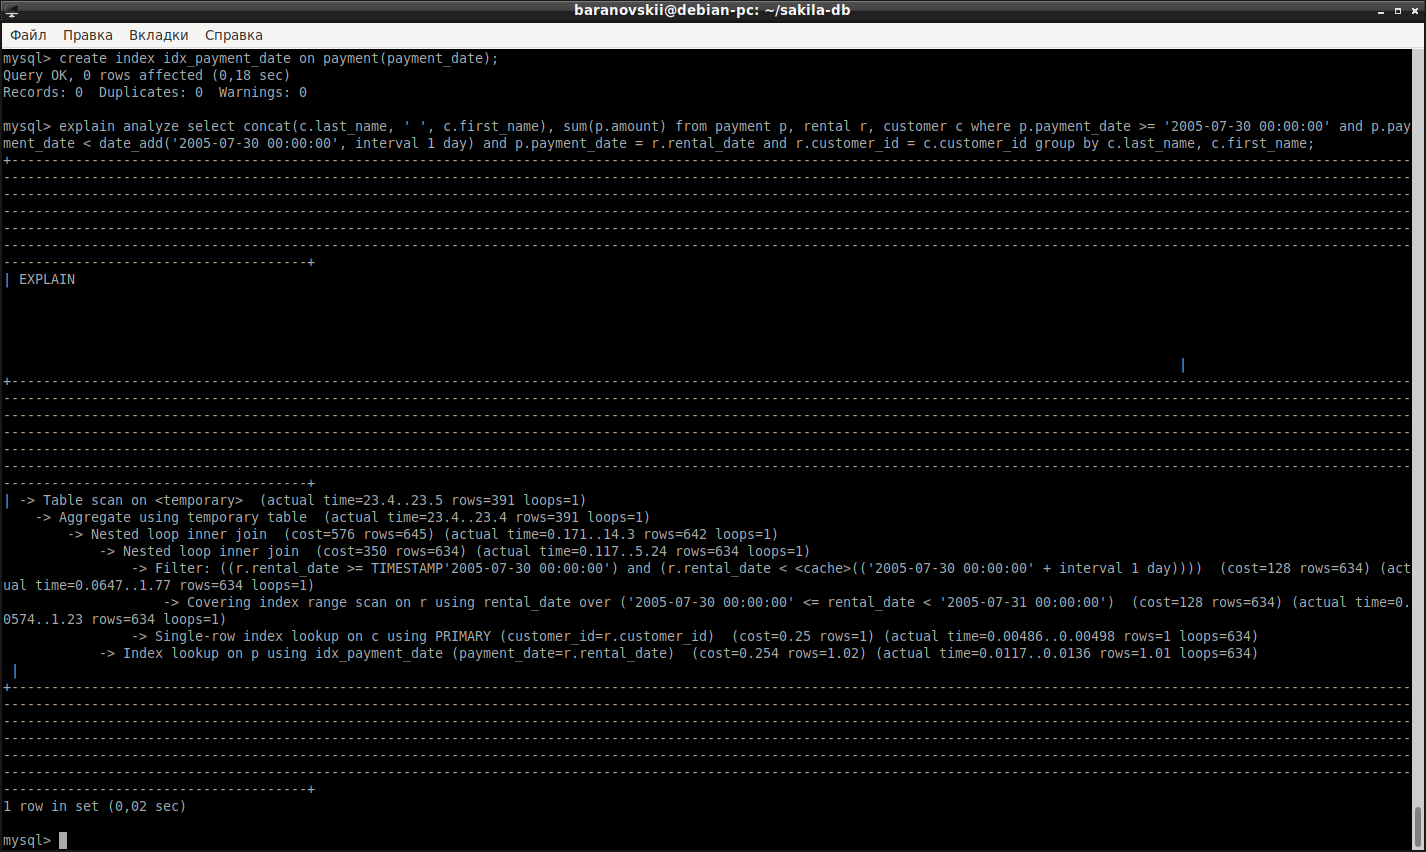 baranovskii@debian-pc: ~/sakila-db
Файл Правка Вкладки Справка
mysql> create index idx_payment_date on payment(payment_date);
Query OK, 0 rows affected (0,18 sec)
Records: 0  Duplicates: 0  Warnings: 0
mysql> explain analyze select concat(c.last_name, ' ', c.first_name), sum(p.amount) from payment p, rental r, customer c where p.payment_date >= '2005-07-30 00:00:00' and p.pay
ment_date < date_add('2005-07-30 00:00:00', interval 1 day) and p.payment_date = r.rental_date and r.customer_id = c.customer_id group by c.last_name, c.first_name;
| EXPLAIN
|
| -> Table scan on <temporary>  (actual time=23.4..23.5 rows=391 loops=1)
    -> Aggregate using temporary table  (actual time=23.4..23.4 rows=391 loops=1)
        -> Nested loop inner join  (cost=576 rows=645) (actual time=0.171..14.3 rows=642 loops=1)
            -> Nested loop inner join  (cost=350 rows=634) (actual time=0.117..5.24 rows=634 loops=1)
                -> Filter: ((r.rental_date >= TIMESTAMP'2005-07-30 00:00:00') and (r.rental_date < <cache>(('2005-07-30 00:00:00' + interval 1 day))))  (cost=128 rows=634) (act
ual time=0.0647..1.77 rows=634 loops=1)
                    -> Covering index range scan on r using rental_date over ('2005-07-30 00:00:00' <= rental_date < '2005-07-31 00:00:00')  (cost=128 rows=634) (actual time=0.
0574..1.23 rows=634 loops=1)
                -> Single-row index lookup on c using PRIMARY (customer_id=r.customer_id)  (cost=0.25 rows=1) (actual time=0.00486..0.00498 rows=1 loops=634)
            -> Index lookup on p using idx_payment_date (payment_date=r.rental_date)  (cost=0.254 rows=1.02) (actual time=0.0117..0.0136 rows=1.01 loops=634)
|
1 row in set (0,02 sec)
mysql>